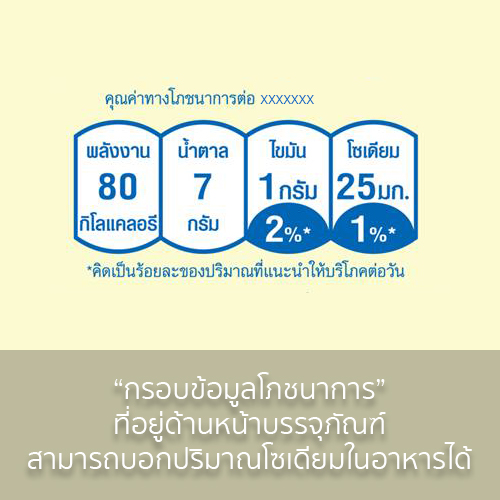 คุณค่าทางโภชนาการต่อ xxxxxxx
พลังงาน น้ำตาล ไขมัน โซเดียม
80 7 1กรัม 25มก.
กิโลแคลอรี กรัม 2%* 1%*
*คิดเป็นร้อยละของปริมาณที่แนะนำให้บริโภคต่อวัน
“กรอบข้อมูลโภชนาการ”
ที่อยู่ด้านหน้าบรรจุภัณฑ์
สามารถบอกปริมาณโซเดียมในอาหารได้